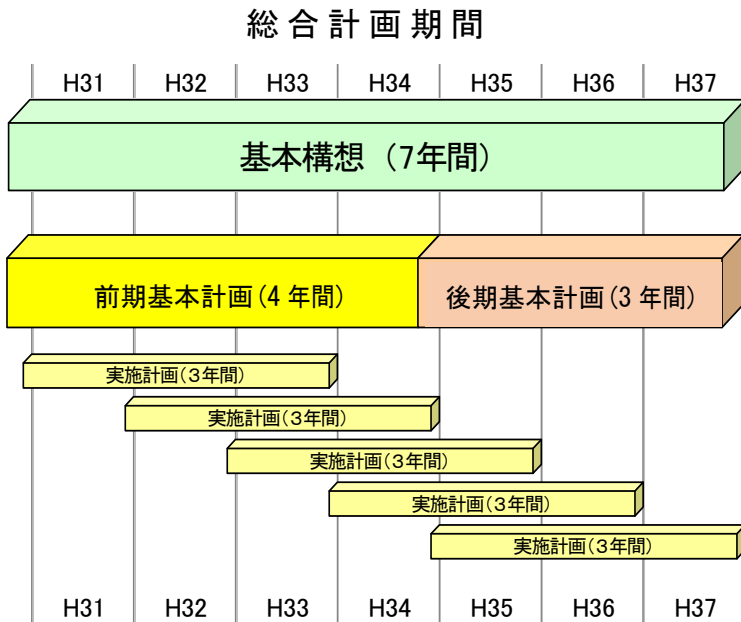 総合計画期間
H31 H32 H33 H34 H35 H36 H37
基本構想（7年間）
前期基本計画(4年間) 後期基本計画(3年間)
実施計画(3年間)
実施計画(3年間)
実施計画(3年間)
実施計画(3年間)
実施計画(3年間)
H31 H32 H33 H34 H35 H36 H37